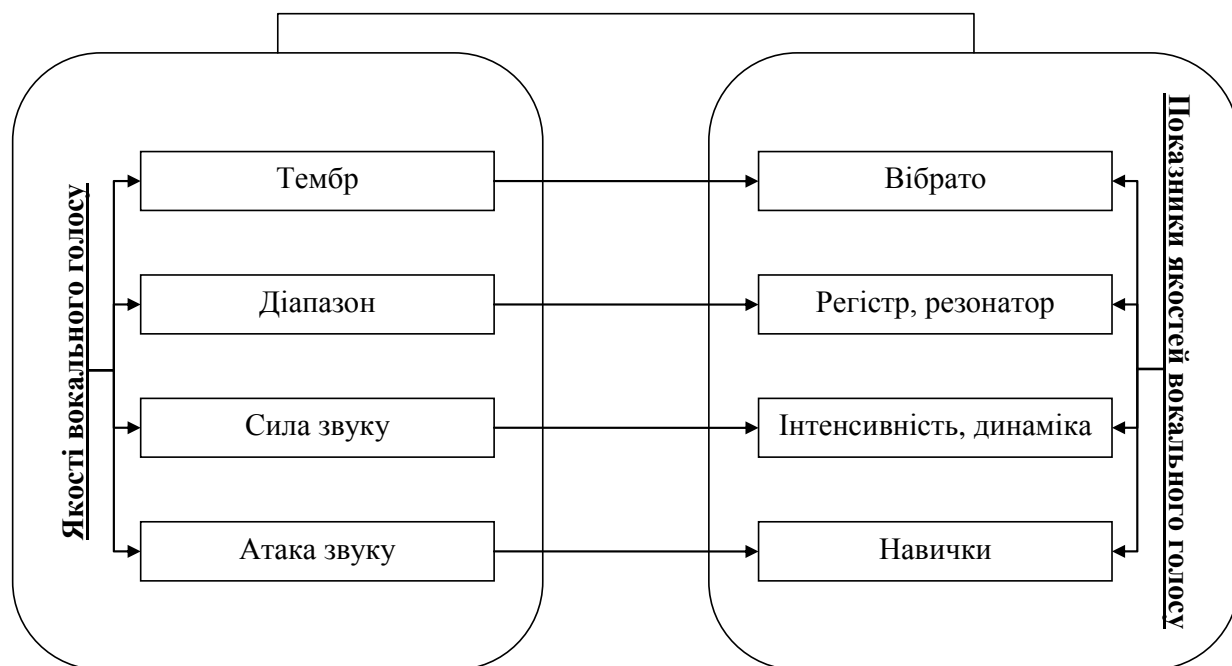 Якості вокального голосу
Тембр
Діапазон
Сила звуку
Атака звуку
Вібрато
Регістр, резонатор
Інтенсивність, динаміка
Навички
Показники якостей вокального голосу